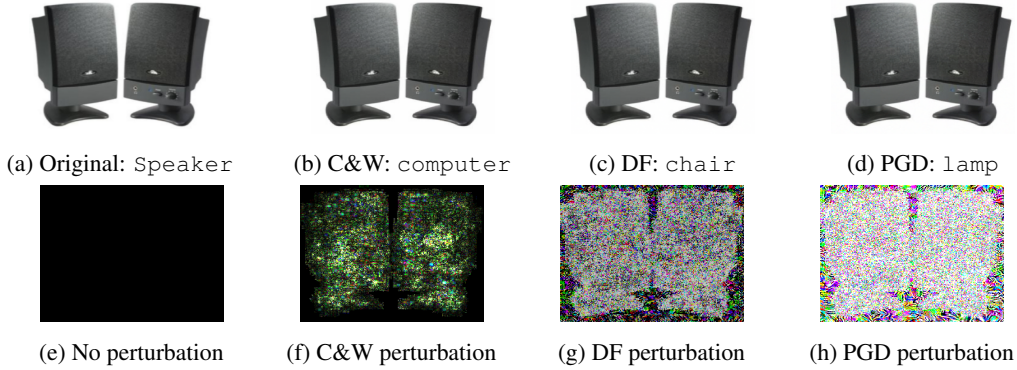 (a) Original: Speaker
(b) C&W: computer
(c) DF: chair
(d) PGD: lamp
(e) No perturbation
(f) C&W perturbation
(g) DF perturbation
(h) PGD perturbation